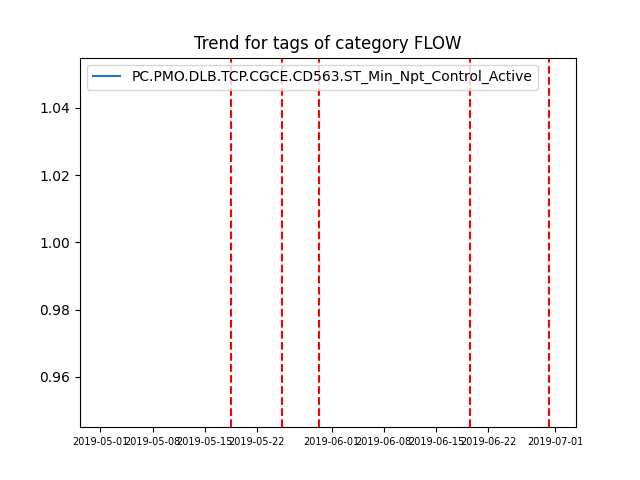 Trend for tags of category FLOW
PC.PMO.DLB.TCP.CGCE.CD563.ST_Min_Npt_Control_Active
1.04
1.02
1.00
0.98
0.96
2019-05-01 2019-05-08 2019-05-15 2019-05-22 2019-06-01 2019-06-08 2019-06-15 2019-06-22 2019-07-01